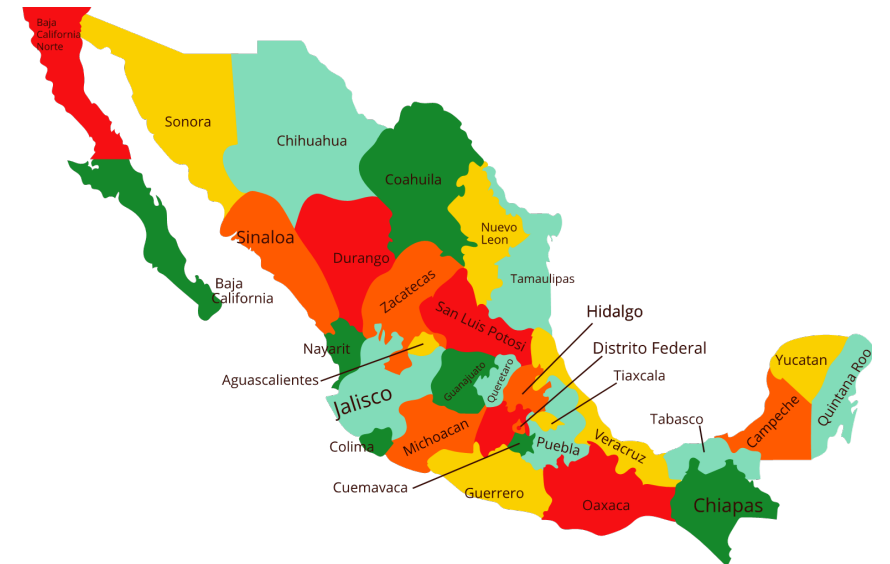 Baja
California
Norte
Sonora
Chihuahua
Coahuila
Sinaloa
Nuevo
Leon
Durango
Zacatecas
Tamaulipas
Baja
California
Hidalgo
San Luis Potosi
Nayarit
Distrito Federal
Aguascalientes
Guanajuato
Queretaro
Tiaxcala
Yucatan
Quintana Roo
Jalisco
Tabasco
Campeche
Colima
Michoacan
Puebla
Veracruz
Cuemavaca
Guerrero
Oaxaca
Chiapas